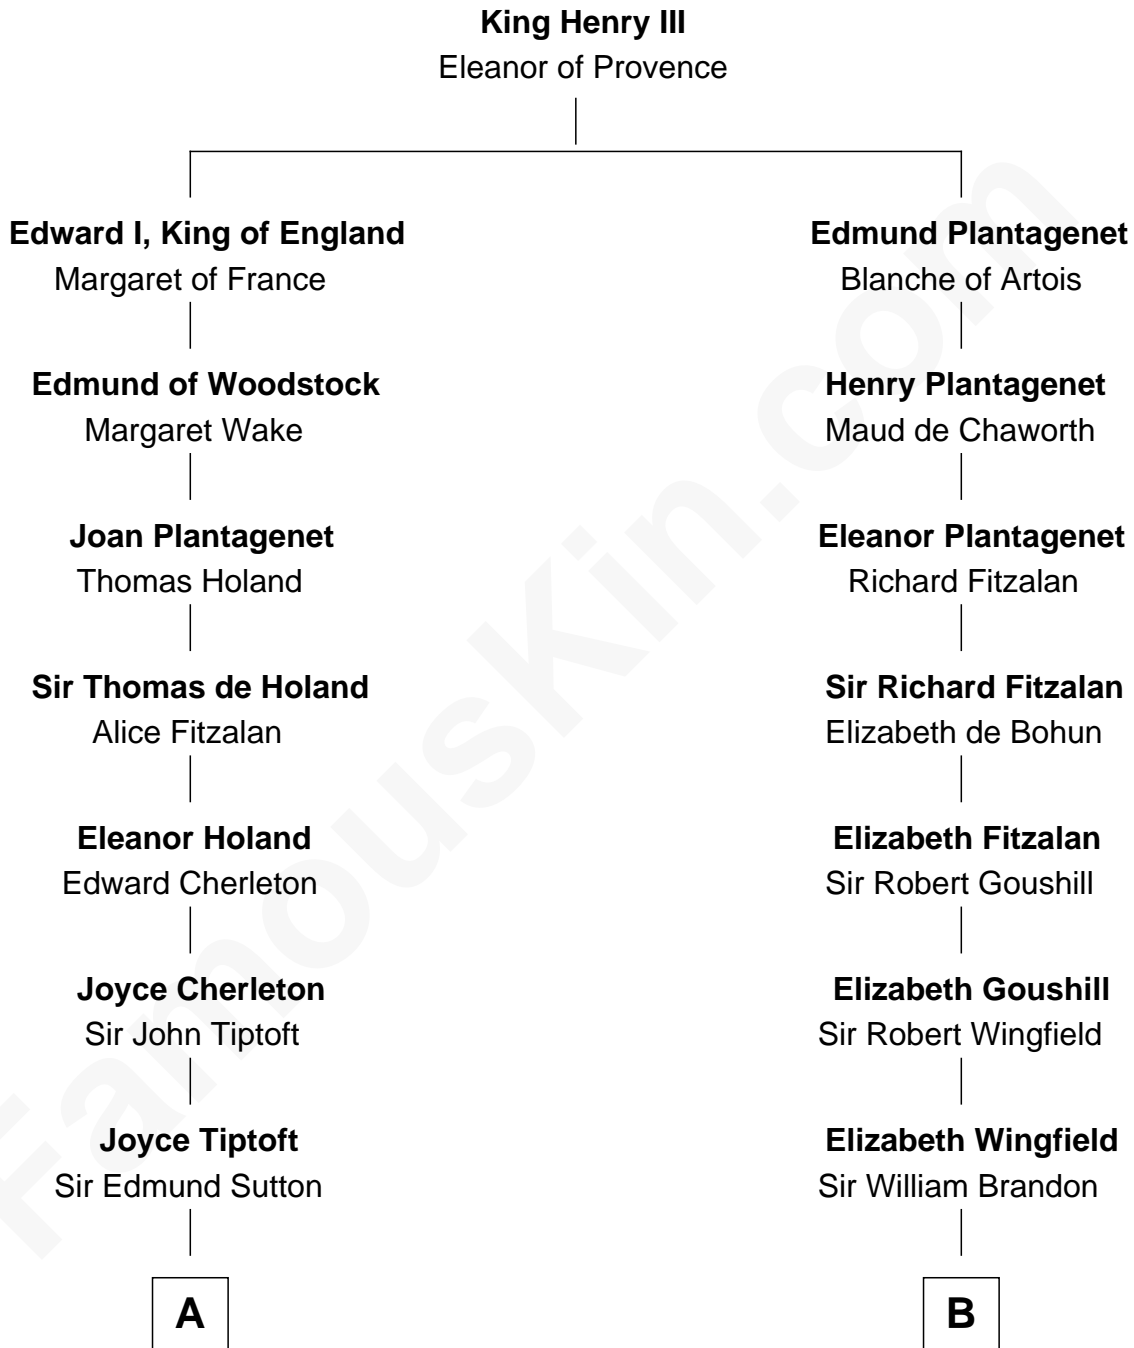 King Henry III
Eleanor of Provence
Edward I, King of England
Margaret of France
Edmund Plantagenet
Blanche of Artois
Edmund of Woodstock
Margaret Wake
Henry Plantagenet
Maud de Chaworth
Joan Plantagenet
Thomas Holand
Eleanor Plantagenet
Richard Fitzalan
Sir Thomas de Holand
Alice Fitzalan
Sir Richard Fitzalan
Elizabeth de Bohun
Eleanor Holand
Edward Cherleton
Elizabeth Fitzalan
Sir Robert Goushill
Joyce Cherleton
Sir John Tiptoft
Elizabeth Goushill
Sir Robert Wingfield
Joyce Tiptoft
Sir Edmund Sutton
Elizabeth Wingfield
Sir William Brandon
A
B
FamousKin.com